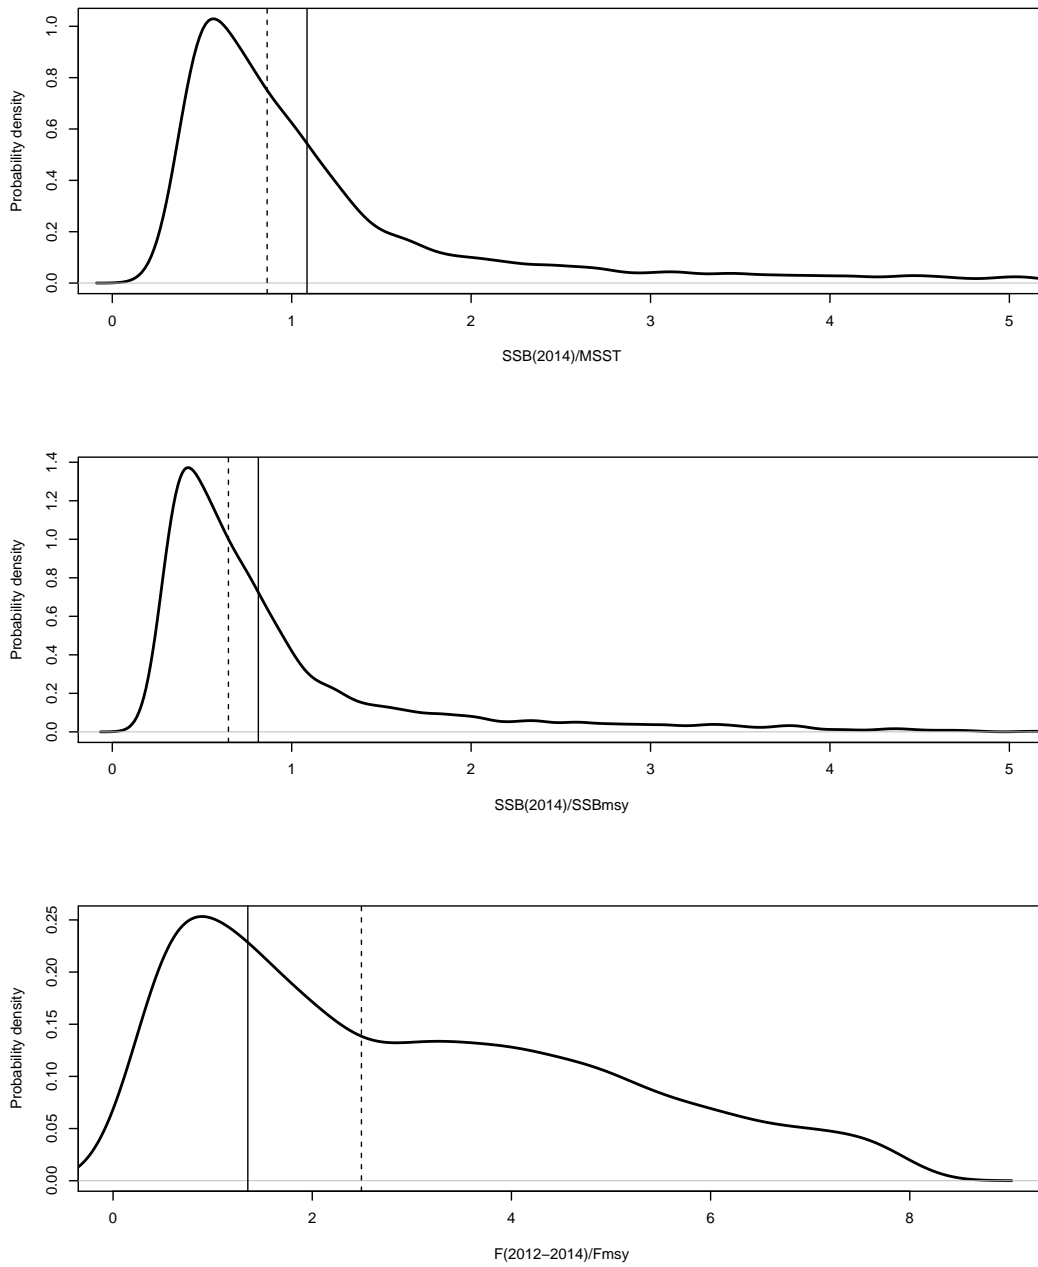 Probability density
1.0
0.8
0.6
0.4
0.2
0.0
0 1 2 3 4 5
SSB(2014)/MSST
Probability density
1.4
1.2
1.0
0.8
0.6
0.4
0.2
0.0
0 1 2 3 4 5
SSB(2014)/SSBmsy
Probability density
0.25
0.20
0.15
0.10
0.05
0.00
0 2 4 6 8
F(2012−2014)/Fmsy